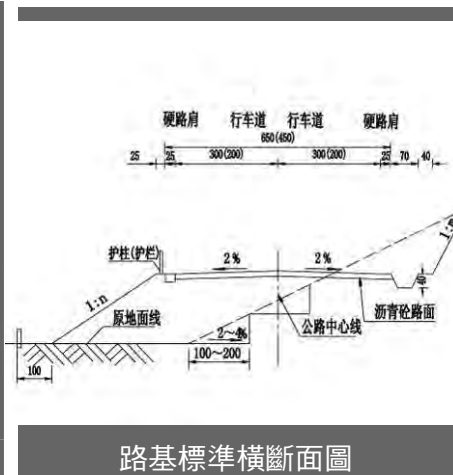 硬路肩 行车道 行车道 硬路肩
650(450)
25 25 300(200) 300(200) 25 70 40
护柱(护栏)
2% 2%
1:n
40
原地面线
沥青砼路面
公路中心线
2~4%
100~200
100
路基標準橫斷面圖